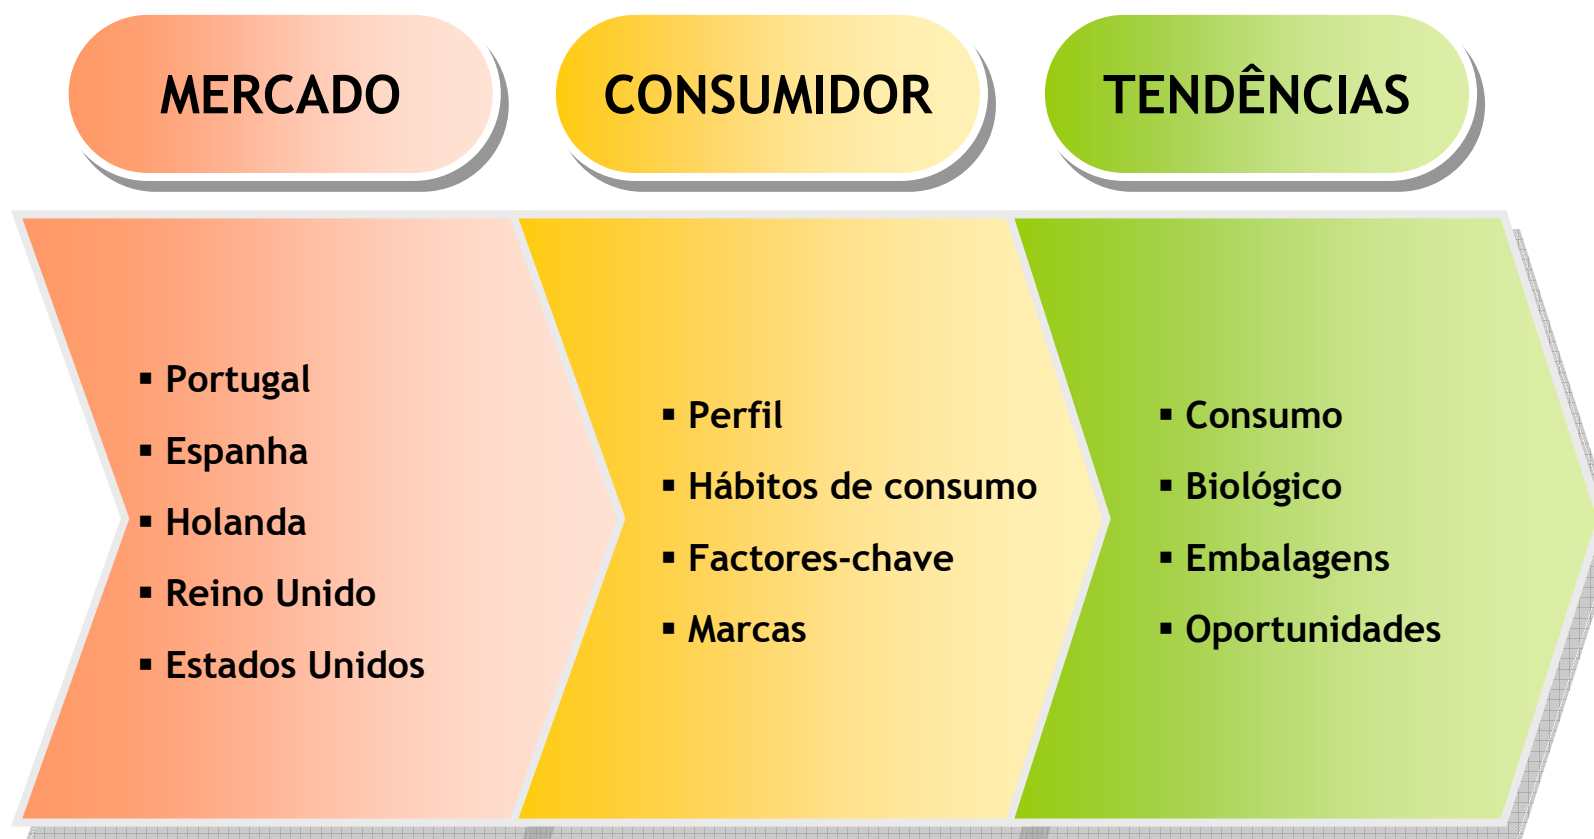 MERCADO
CONSUMIDOR
TENDÊNCIAS
▪ Portugal
▪ Espanha
▪ Holanda
▪ Reino Unido
▪ Estados Unidos
▪ Perfil
▪ Hábitos de consumo
▪ Factores-chave
▪ Marcas
▪ Consumo
▪ Biológico
▪ Embalagens
▪ Oportunidades